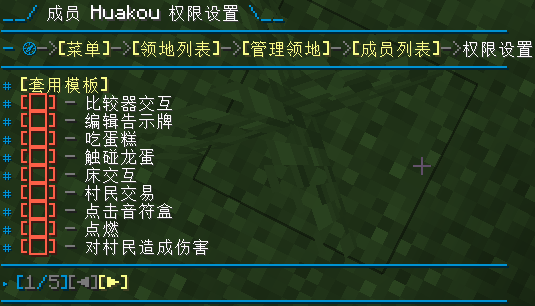 __/ 成员 Huakou 权限设置 \__
─ ->[菜单]->[领地列表]->[管理领地]->[成员列表]->权限设置
# [套用模板]
# [□] - 比较器交互
# [□] - 编辑告示牌
# [□] - 吃蛋糕
# [□] - 触碰龙蛋
# [□] - 床交互
# [□] - 村民交易
# [□] - 点击音符盒
# [□] - 点燃
# [□] - 对村民造成伤害
▸ [1/5][◄][►]